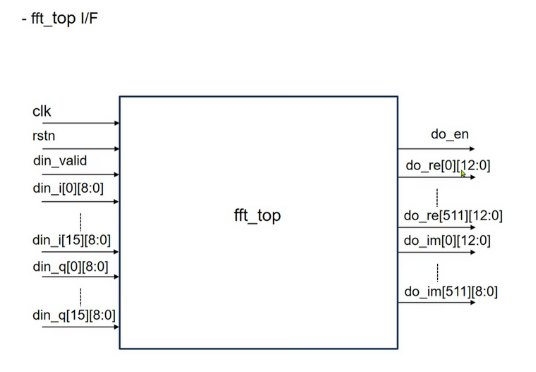 - fft_top I/F
clk
rstn
din_valid
din_i[0][8:0]
din_i[15][8:0]
din_q[0][8:0]
din_q[15][8:0]
fft_top
do_en
do_re[0][12:0]
do_re[511][12:0]
do_im[0][12:0]
do_im[511][8:0]